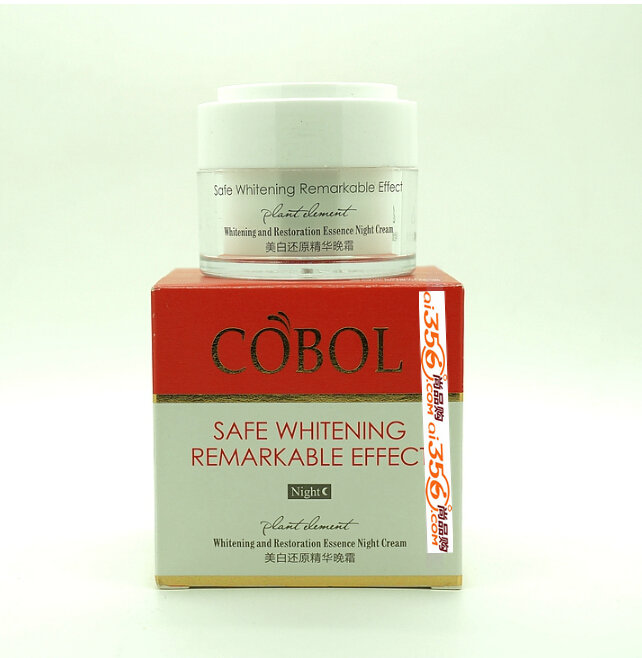 Safe Whitening Remarkable Effect
plant element
Whitening and Restoration Essence Night Cream
美白还原精华晚霜
COBOL
SAFE WHITENING
REMARKABLE EFFECT
Night
plant element
Whitening and Restoration Essence Night Cream
美白还原精华晚霜
ai356.COM 尚品购
ai356.COM 尚品购